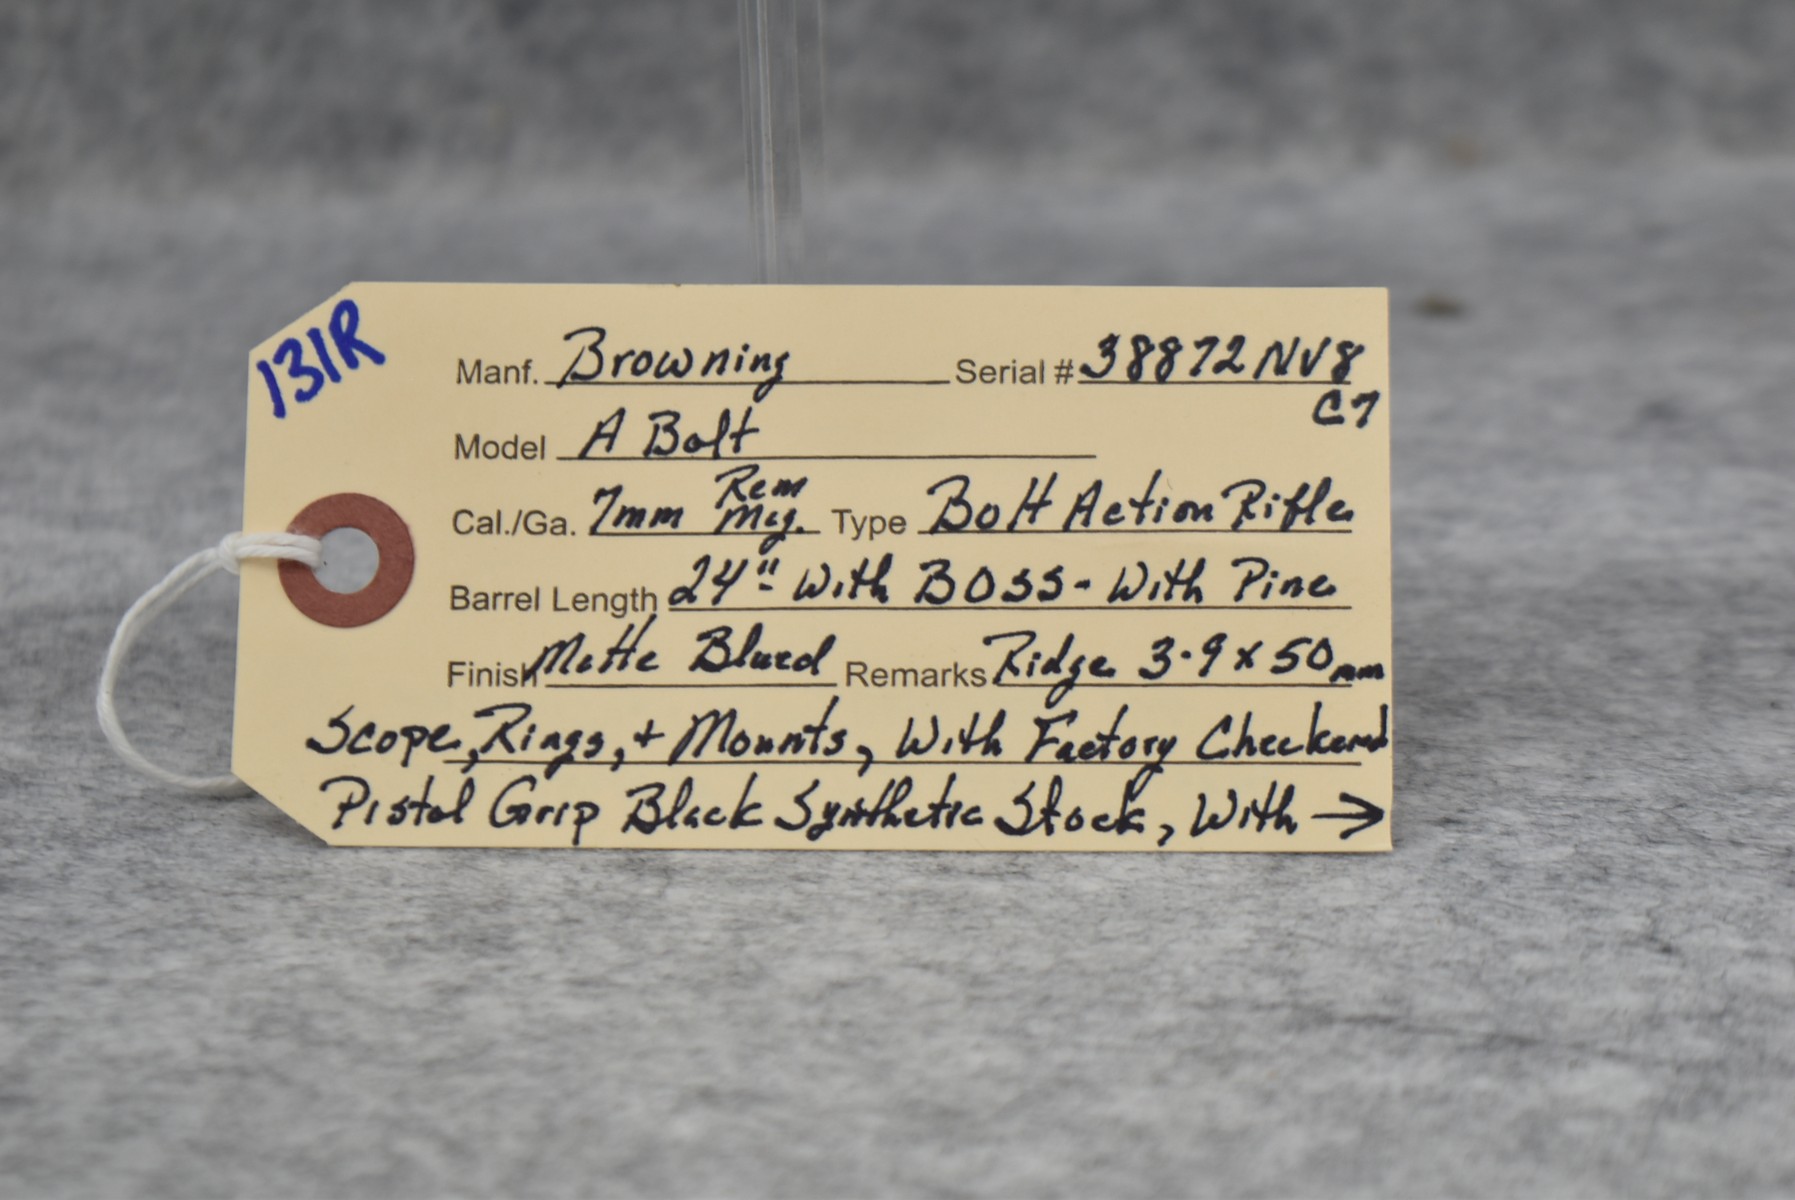 131R
Manf. Browning Serial # 38872NV8
C7
Model A Bolt
Cal./Ga. 7mm Rem Mag. Type Bolt Action Rifle
Barrel Length 24" With BOSS - With Pine
Finish Matte Blued Remarks Ridge 3-9x50mm
Scope, Rings, + Mounts, With Factory Checkered
Pistol Grip Black Synthetic Stock, With →